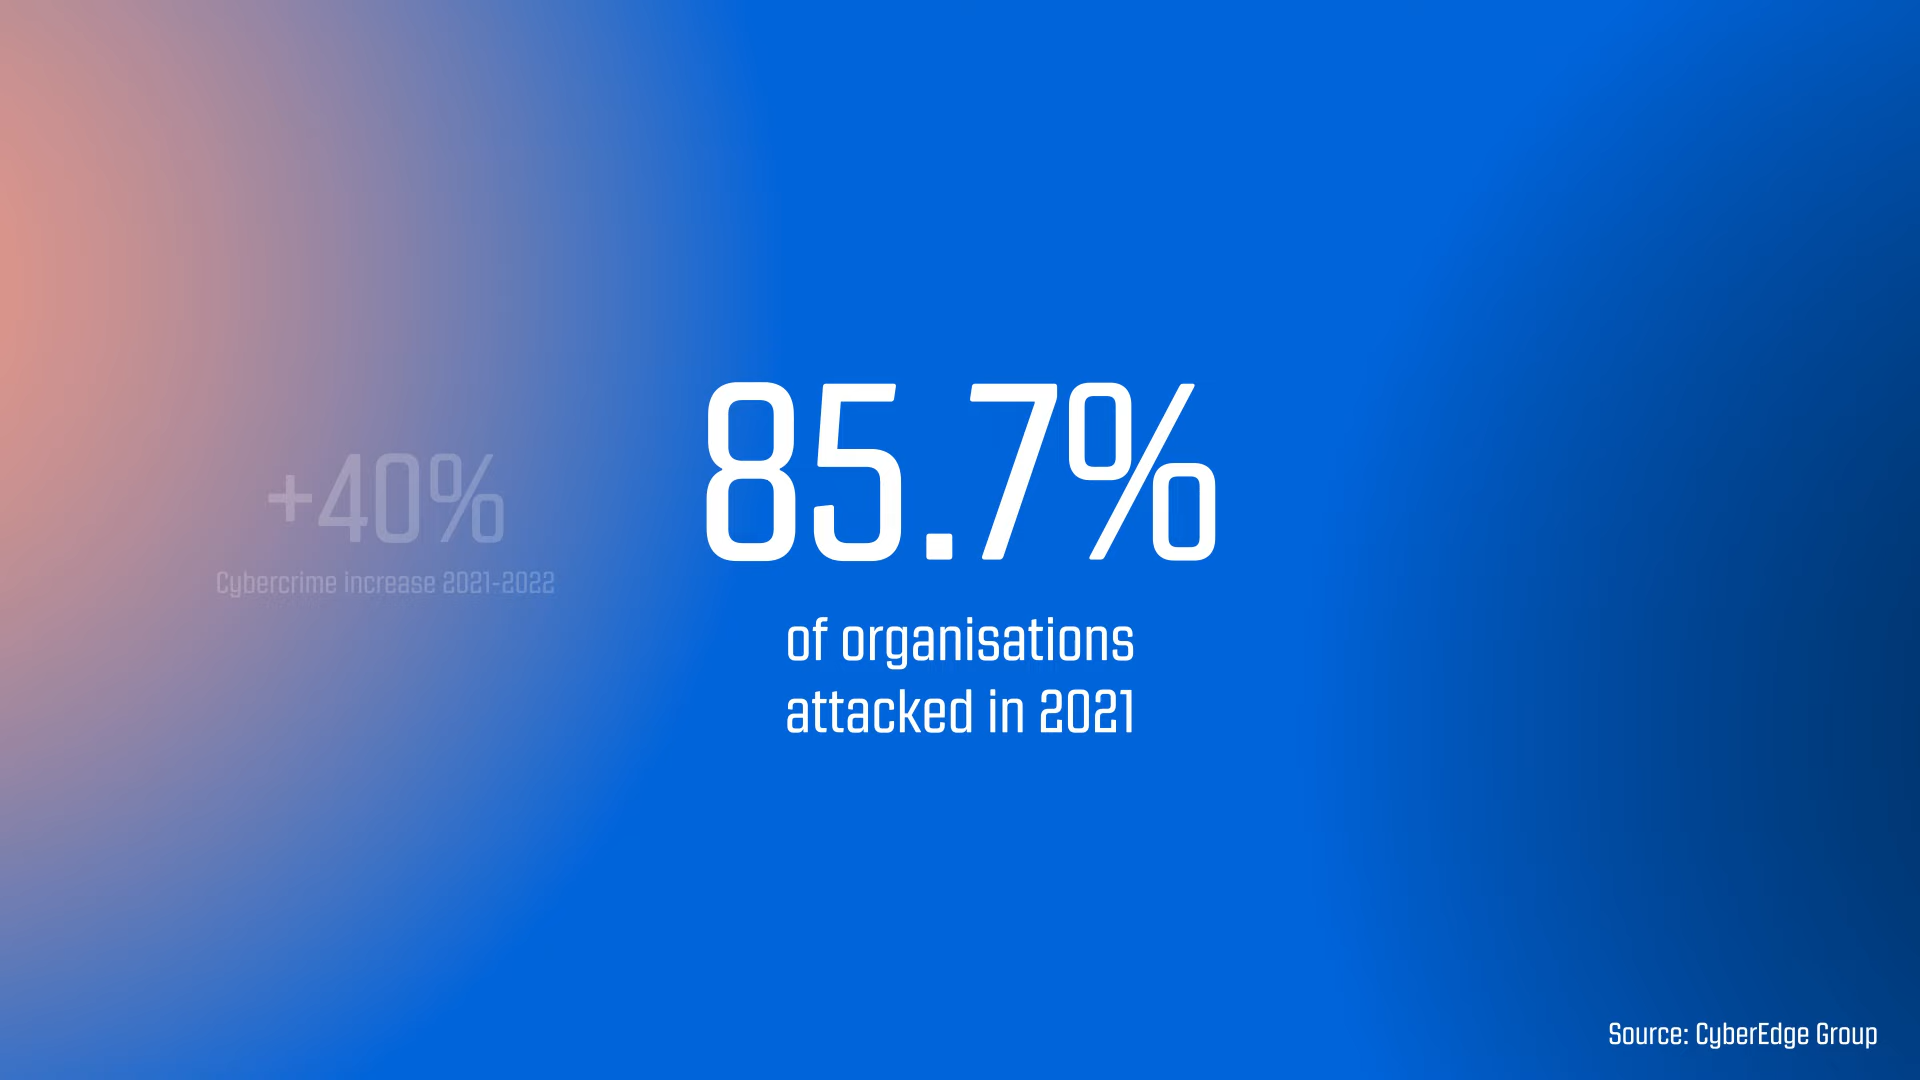 +40%
Cybercrime increase 2021-2022
85.7%
of organisations
attacked in 2021
Source: CyberEdge Group